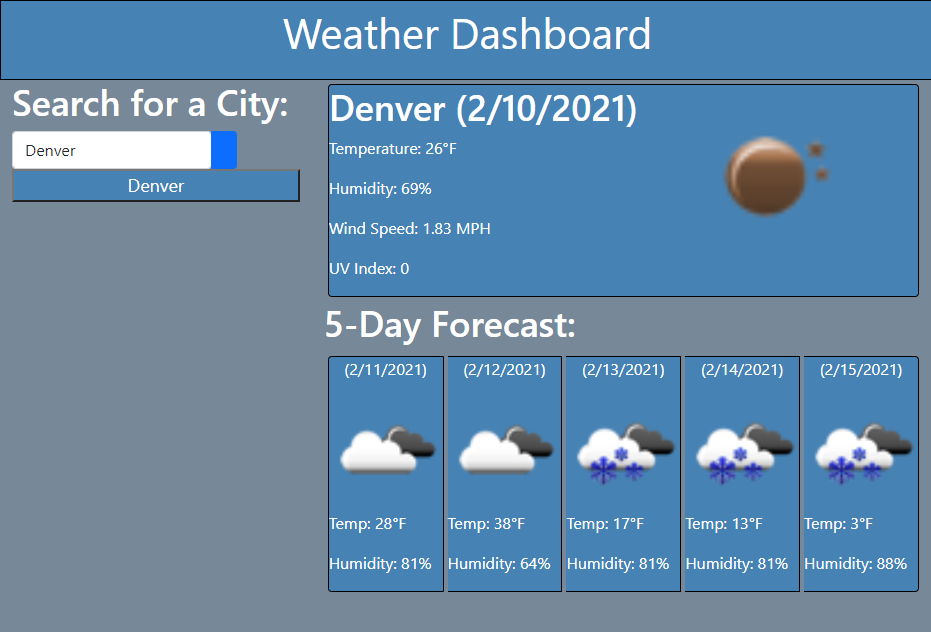 Weather Dashboard
Search for a City:
Denver
Denver
Denver (2/10/2021)
Temperature: 26°F
Humidity: 69%
Wind Speed: 1.83 MPH
UV Index: 0
5-Day Forecast:
(2/11/2021)
Temp: 28°F
Humidity: 81%
(2/12/2021)
Temp: 38°F
Humidity: 64%
(2/13/2021)
Temp: 17°F
Humidity: 81%
(2/14/2021)
Temp: 13°F
Humidity: 81%
(2/15/2021)
Temp: 3°F
Humidity: 88%